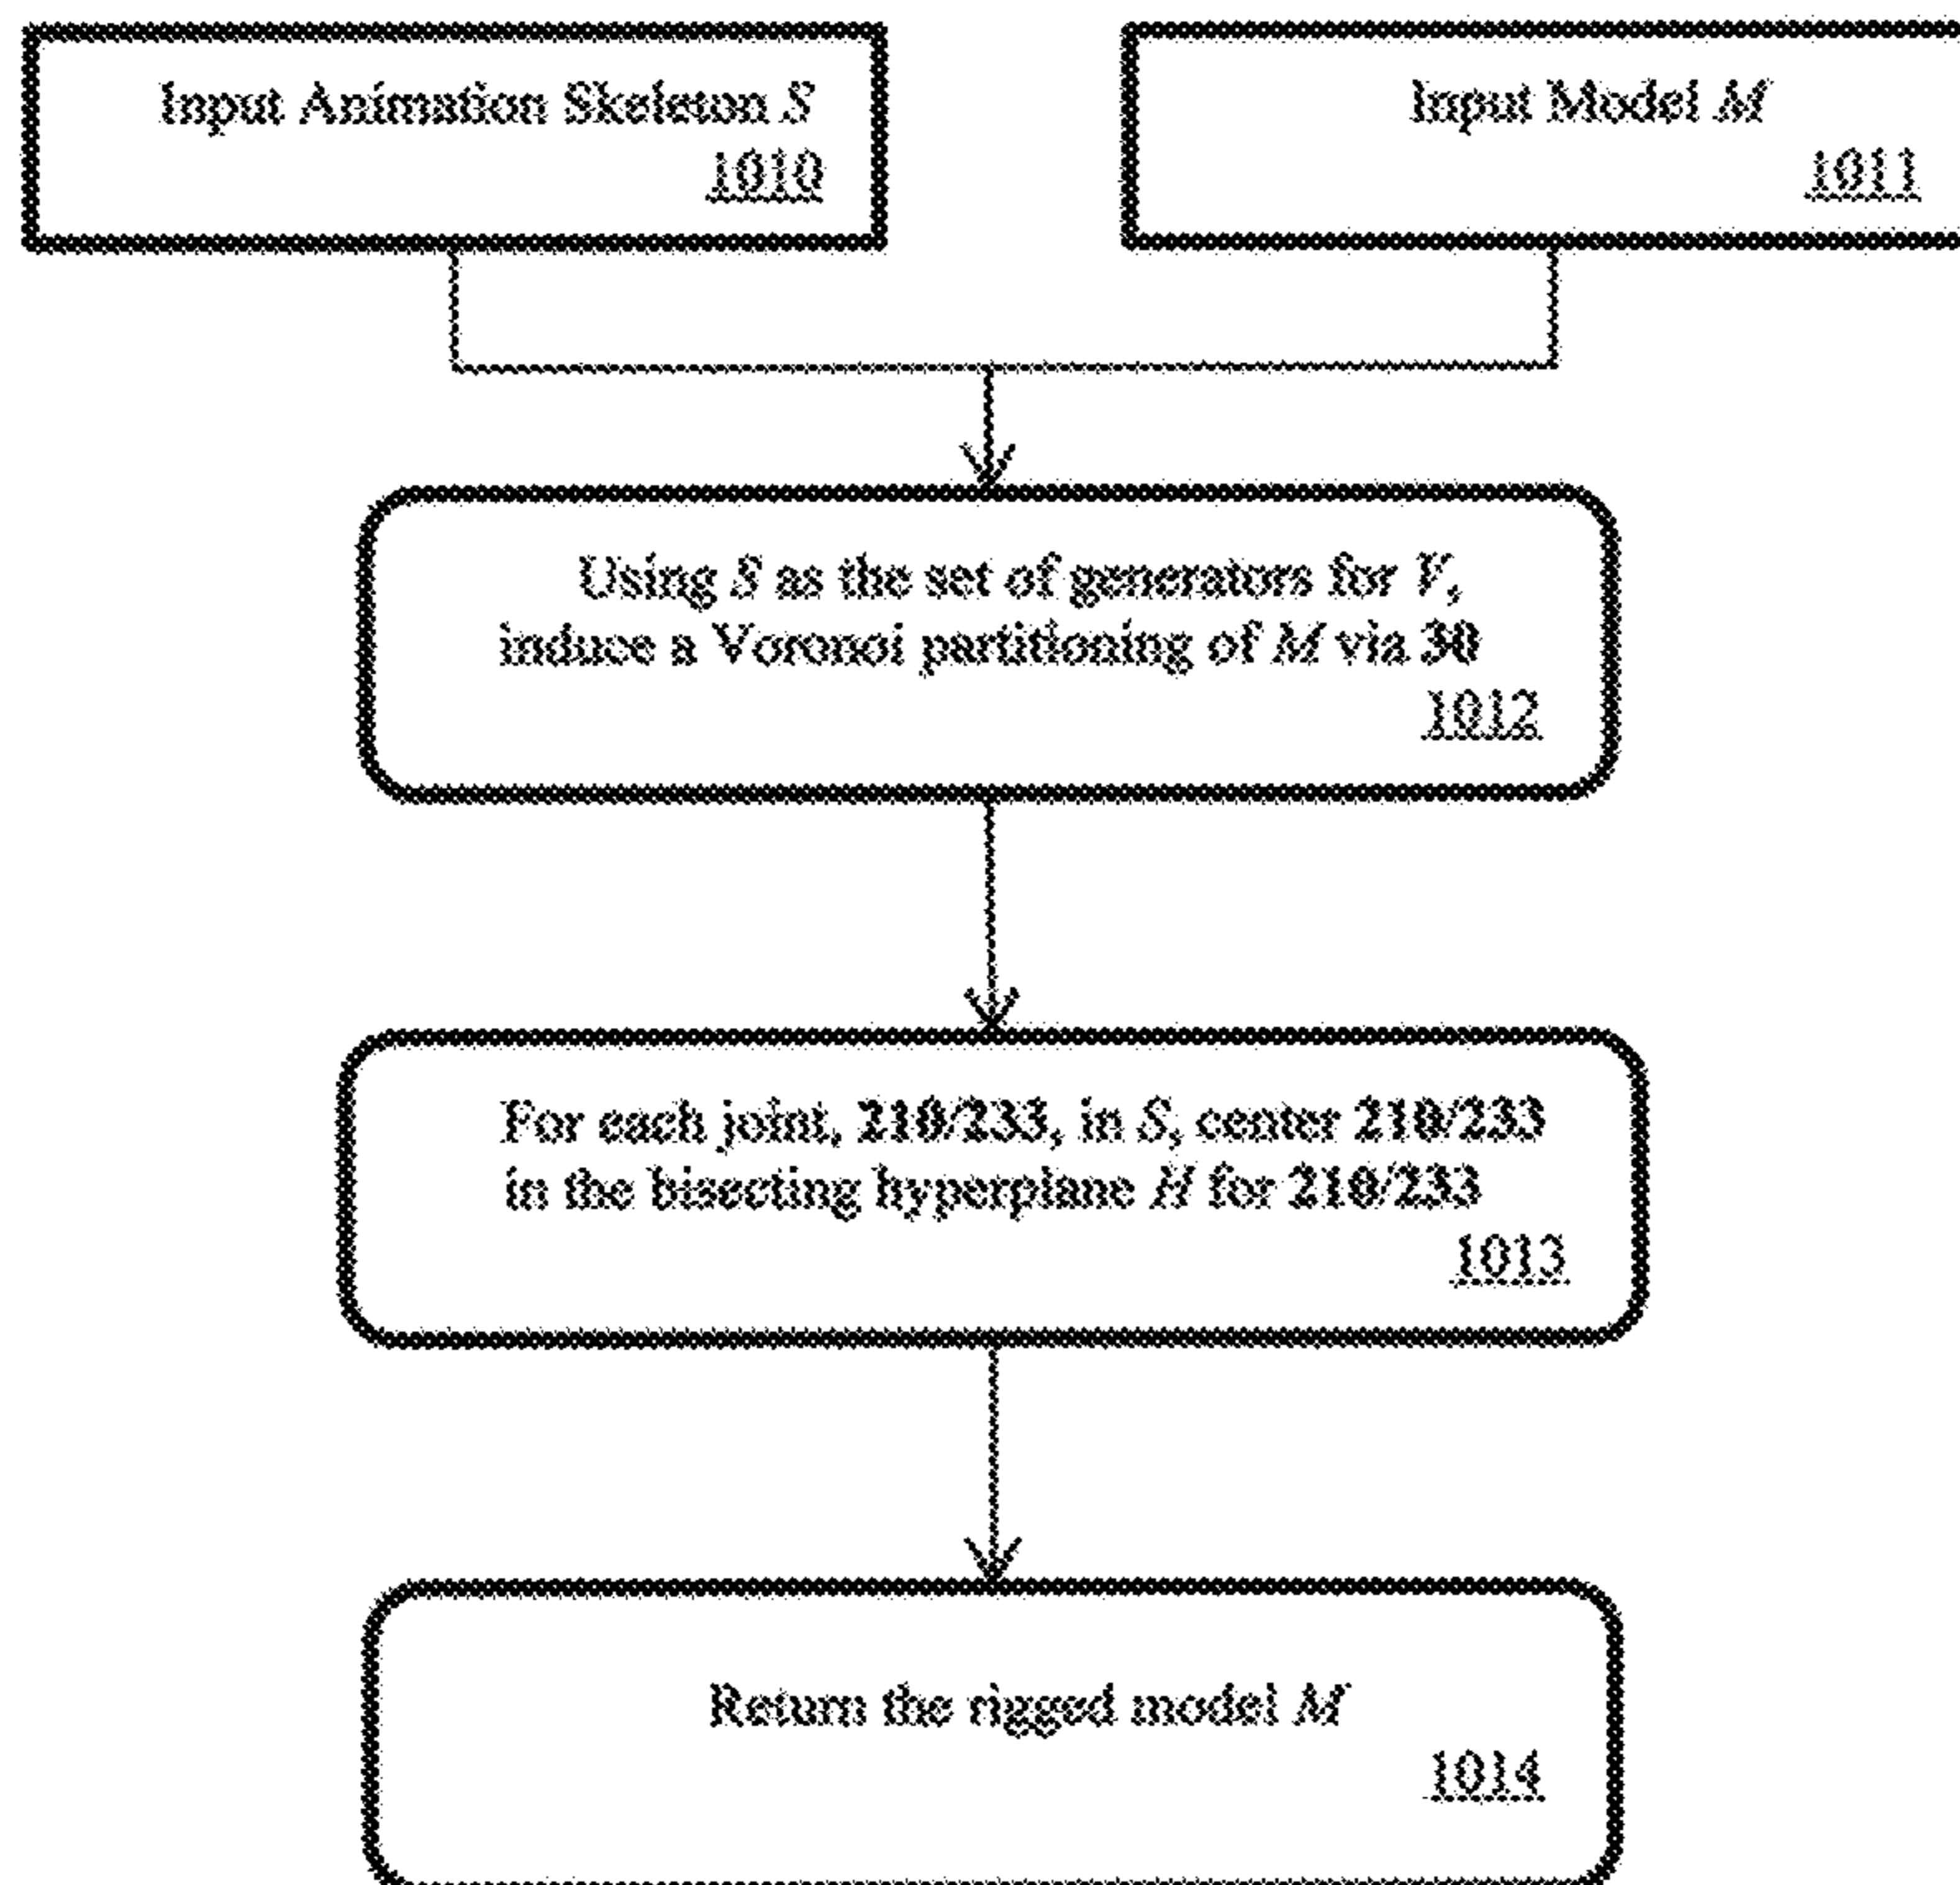 Input Animation Skeleton S
1010
Input Model M
1011
Using S as the set of generators for V,
induce a Voronoi partitioning of M via 30
1012
For each joint, 210/233, in S, center 210/233
in the bisecting hyperplane H for 210/233
1013
Return the rigged model M
1014